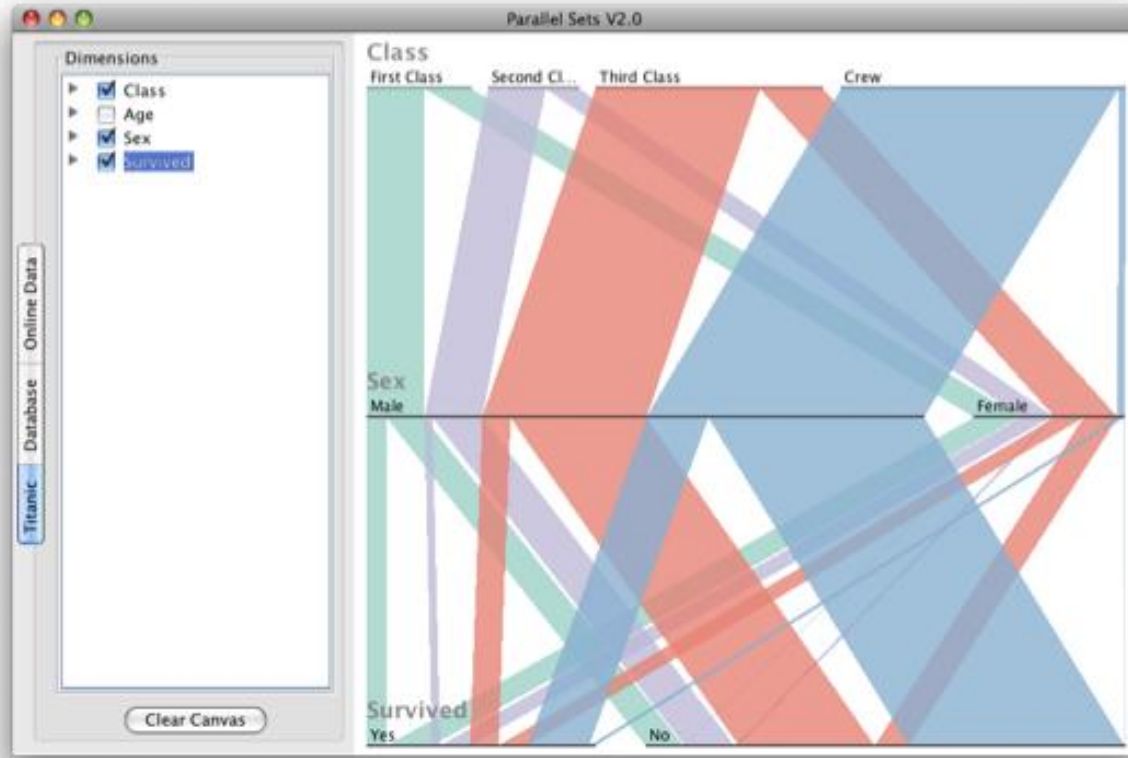 Parallel Sets V2.0
Dimensions
Class
Age
Sex
Survived
Clear Canvas
Online Data
Database
Titanic
Class
First Class Second Cl... Third Class Crew
Sex
Male Female
Survived
Yes No